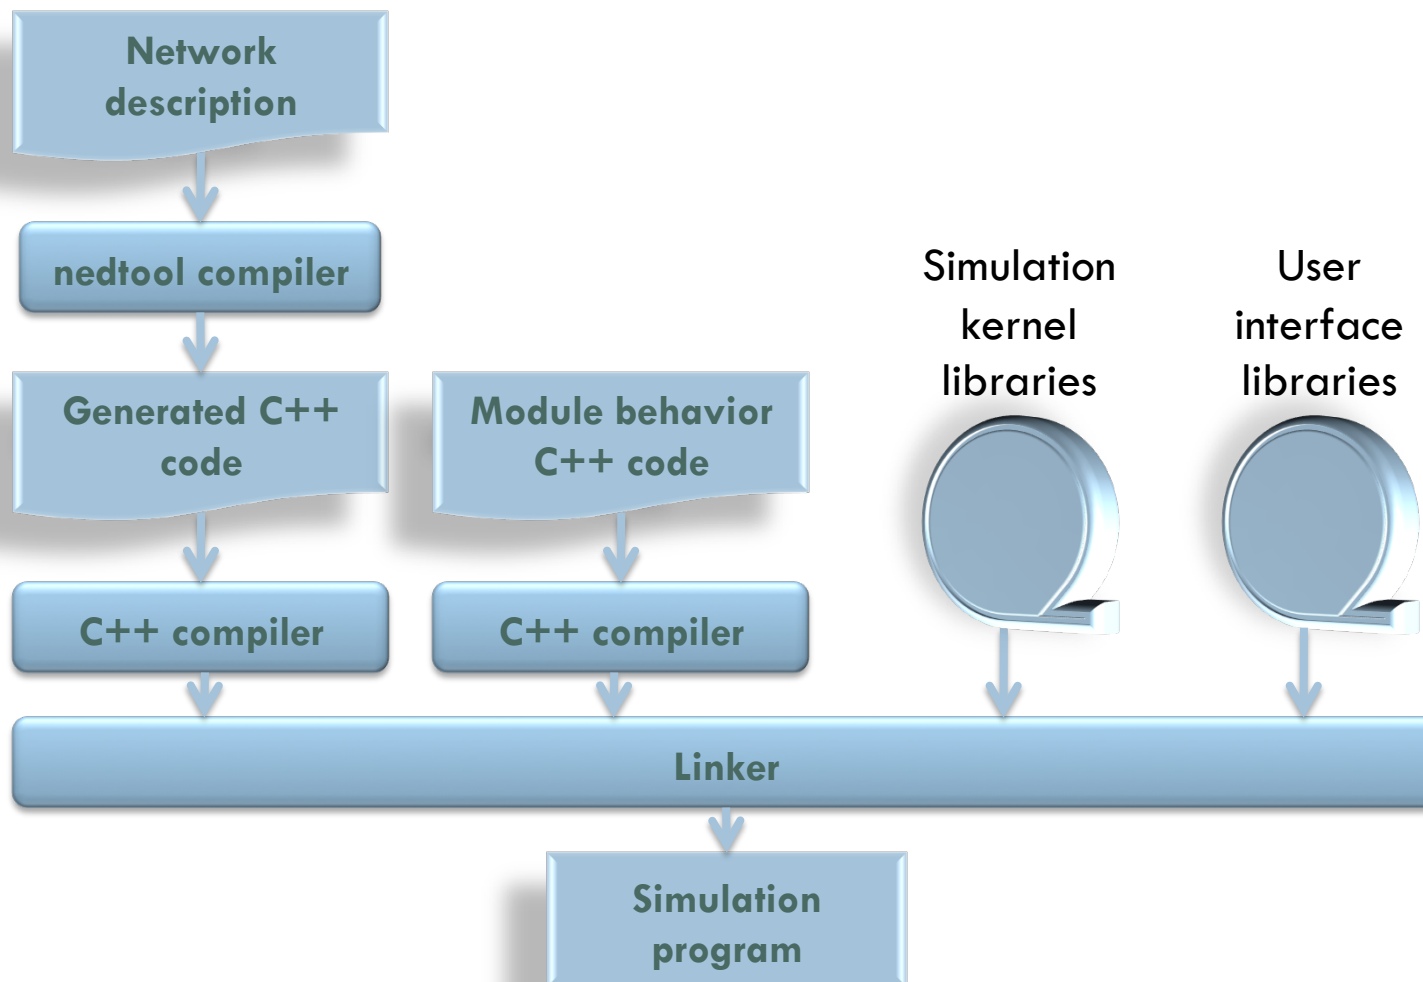 Network
description
nedtool compiler
Simulation
kernel
libraries
User
interface
libraries
Generated C++
code
Module behavior
C++ code
C++ compiler
C++ compiler
Linker
Simulation
program